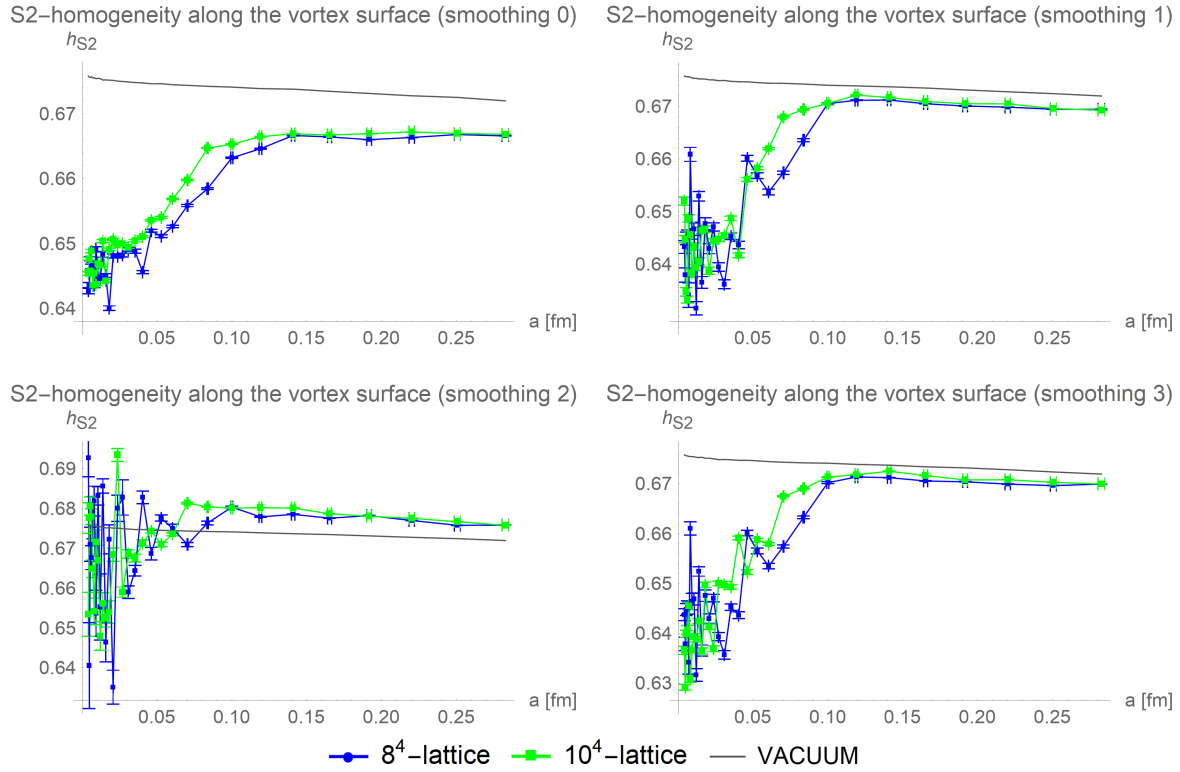 S2−homogeneity along the vortex surface (smoothing 0)
h_S2
0.67
0.66
0.65
0.64
0.05 0.10 0.15 0.20 0.25
a [fm]
S2−homogeneity along the vortex surface (smoothing 1)
h_S2
0.67
0.66
0.65
0.64
0.05 0.10 0.15 0.20 0.25
a [fm]
S2−homogeneity along the vortex surface (smoothing 2)
h_S2
0.69
0.68
0.67
0.66
0.65
0.64
0.05 0.10 0.15 0.20 0.25
a [fm]
S2−homogeneity along the vortex surface (smoothing 3)
h_S2
0.67
0.66
0.65
0.64
0.63
0.05 0.10 0.15 0.20 0.25
a [fm]
8⁴−lattice 10⁴−lattice VACUUM